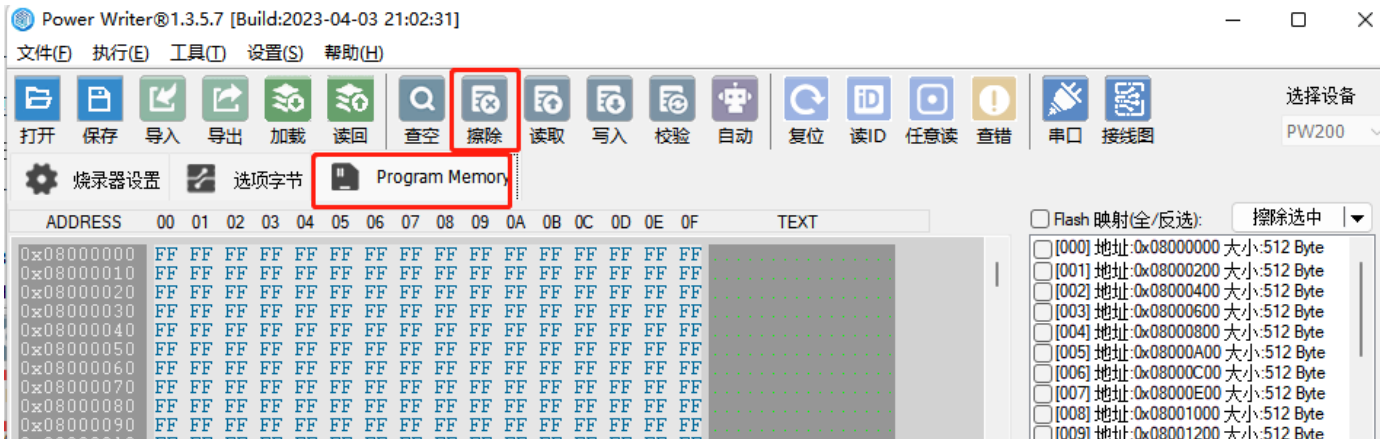 Power Writer®1.3.5.7 [Build:2023-04-03 21:02:31]
文件(F) 执行(E) 工具(T) 设置(S) 帮助(H)
打开 保存 导入 导出 加载 读回 查空 擦除 读取 写入 校验 自动 复位 读ID 任意读 查错 串口 接线图
选择设备
PW200
烧录器设置 选项字节 Program Memory
ADDRESS 00 01 02 03 04 05 06 07 08 09 0A 0B 0C 0D 0E 0F TEXT
0x08000000 FF FF FF FF FF FF FF FF FF FF FF FF FF FF FF FF ................
0x08000010 FF FF FF FF FF FF FF FF FF FF FF FF FF FF FF FF ................
0x08000020 FF FF FF FF FF FF FF FF FF FF FF FF FF FF FF FF ................
0x08000030 FF FF FF FF FF FF FF FF FF FF FF FF FF FF FF FF ................
0x08000040 FF FF FF FF FF FF FF FF FF FF FF FF FF FF FF FF ................
0x08000050 FF FF FF FF FF FF FF FF FF FF FF FF FF FF FF FF ................
0x08000060 FF FF FF FF FF FF FF FF FF FF FF FF FF FF FF FF ................
0x08000070 FF FF FF FF FF FF FF FF FF FF FF FF FF FF FF FF ................
0x08000080 FF FF FF FF FF FF FF FF FF FF FF FF FF FF FF FF ................
0x08000090 FF FF FF FF FF FF FF FF FF FF FF FF FF FF FF FF ................
Flash 映射(全/反选): 擦除选中
[000] 地址:0x08000000 大小:512 Byte
[001] 地址:0x08000200 大小:512 Byte
[002] 地址:0x08000400 大小:512 Byte
[003] 地址:0x08000600 大小:512 Byte
[004] 地址:0x08000800 大小:512 Byte
[005] 地址:0x08000A00 大小:512 Byte
[006] 地址:0x08000C00 大小:512 Byte
[007] 地址:0x08000E00 大小:512 Byte
[008] 地址:0x08001000 大小:512 Byte
[009] 地址:0x08001200 大小:512 Byte